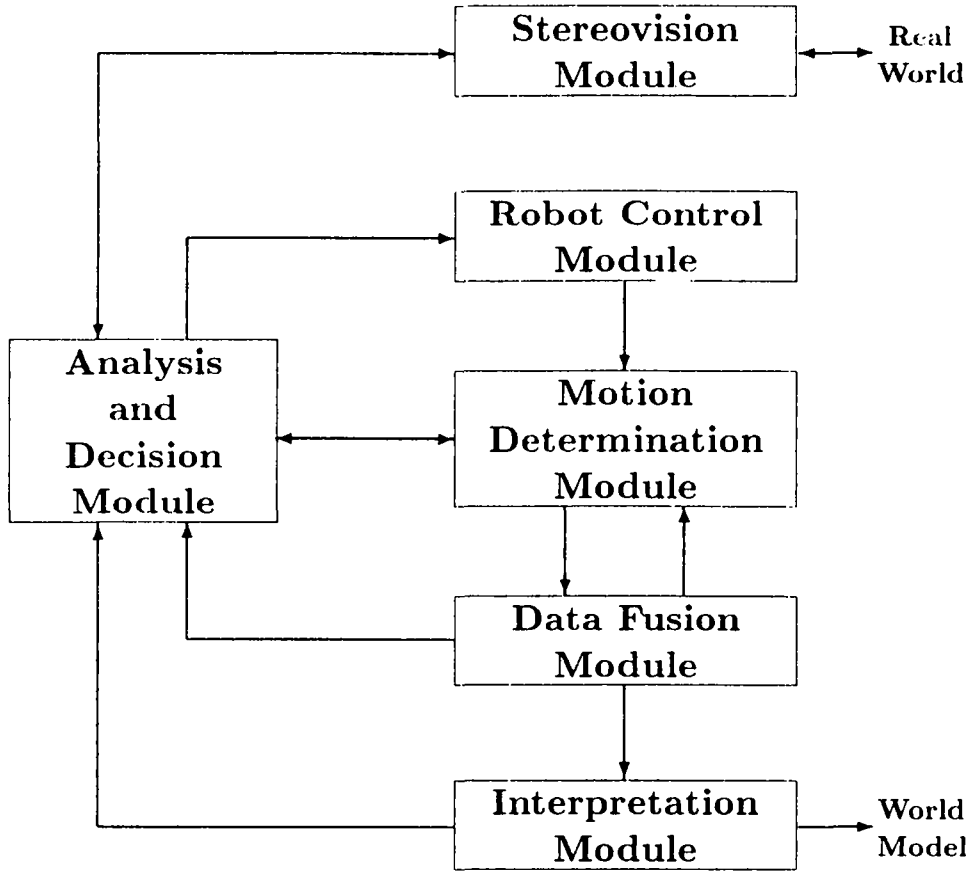 Stereovision
Module
Real
World
Robot Control
Module
Analysis
and
Decision
Module
Motion
Determination
Module
Data Fusion
Module
Interpretation
Module
World
Model